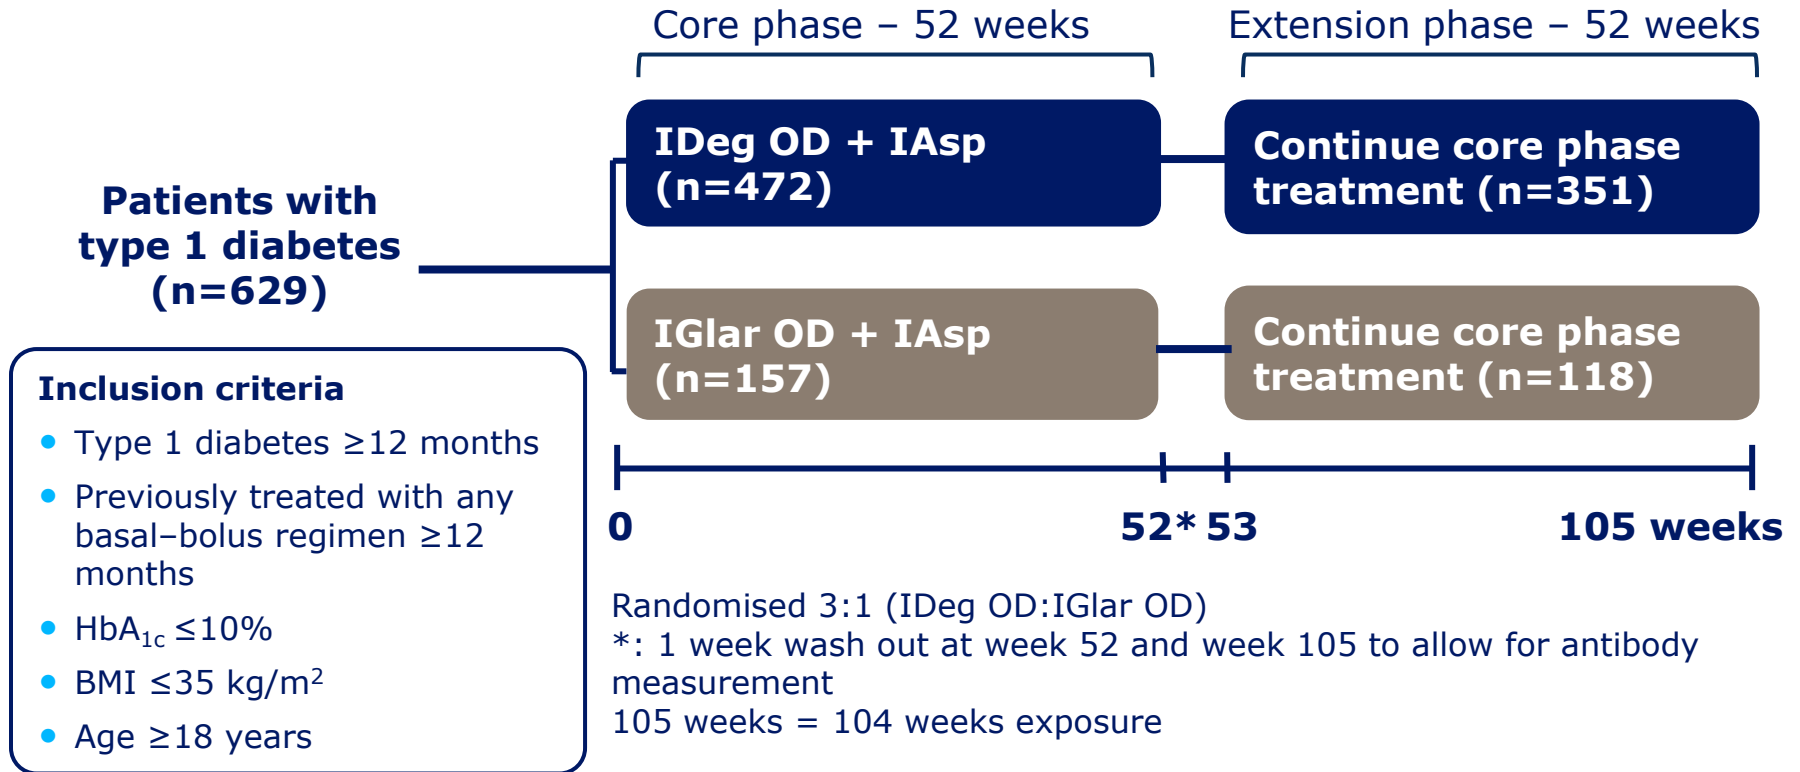 Core phase – 52 weeks
Extension phase – 52 weeks
Patients with
type 1 diabetes
(n=629)
IDeg OD + IAsp
(n=472)
Continue core phase
treatment (n=351)
IGlar OD + IAsp
(n=157)
Continue core phase
treatment (n=118)
0
52*
53
105 weeks
Inclusion criteria
• Type 1 diabetes ≥12 months
• Previously treated with any
basal–bolus regimen ≥12
months
• HbA1c ≤10%
• BMI ≤35 kg/m²
• Age ≥18 years
Randomised 3:1 (IDeg OD:IGlar OD)
*: 1 week wash out at week 52 and week 105 to allow for antibody
measurement
105 weeks = 104 weeks exposure